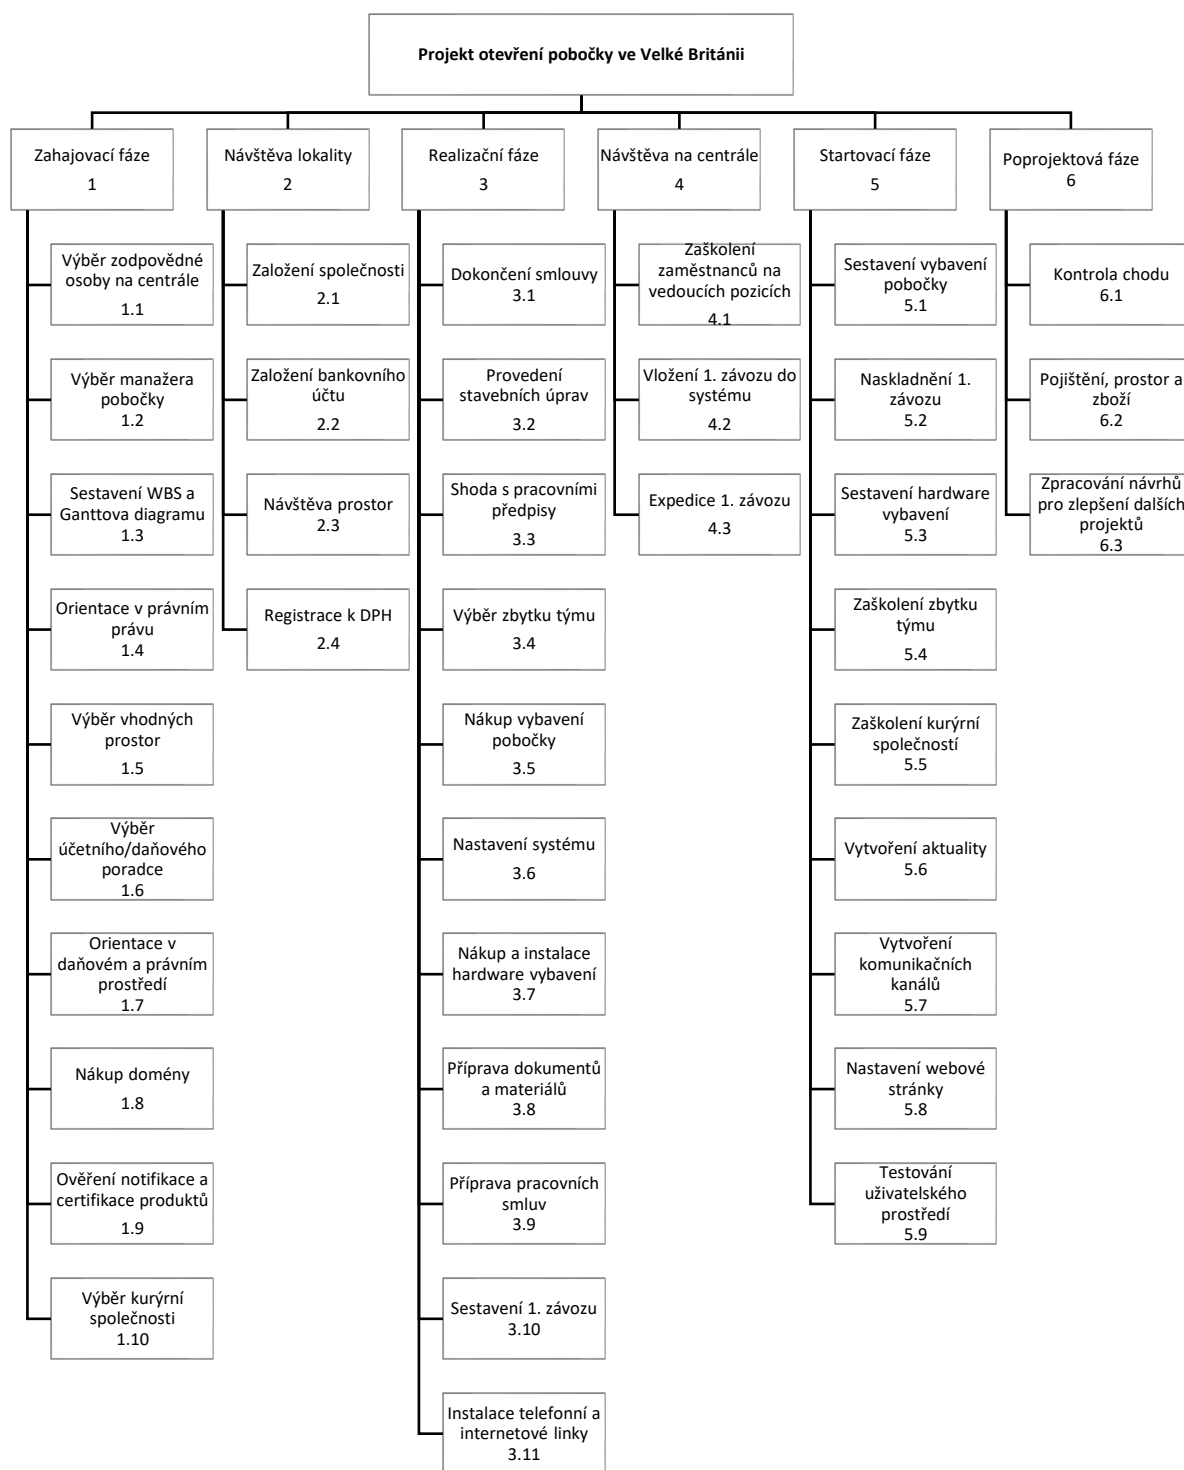 Projekt otevření pobočky ve Velké Británii
Zahajovací fáze
1
Návštěva lokality
2
Realizační fáze
3
Návštěva na centrále
4
Startovací fáze
5
Poprojektová fáze
6
Výběr zodpovědné
osoby na centrále
1.1
Výběr manažera
pobočky
1.2
Sestavení WBS a
Ganttova diagramu
1.3
Orientace v právním
právu
1.4
Výběr vhodných
prostor
1.5
Výběr
účetního/daňového
poradce
1.6
Orientace v
daňovém a právním
prostředí
1.7
Nákup domény
1.8
Ověření notifikace a
certifikace produktů
1.9
Výběr kurýrní
společnosti
1.10
Založení společnosti
2.1
Založení bankovního
účtu
2.2
Návštěva prostor
2.3
Registrace k DPH
2.4
Dokončení smlouvy
3.1
Provedení
stavebních úprav
3.2
Shoda s pracovními
předpisy
3.3
Výběr zbytku týmu
3.4
Nákup vybavení
pobočky
3.5
Nastavení systému
3.6
Nákup a instalace
hardware vybavení
3.7
Příprava dokumentů
a materiálů
3.8
Příprava pracovních
smluv
3.9
Sestavení 1. závozu
3.10
Instalace telefonní a
internetové linky
3.11
Zaškolení
zaměstnanců na
vedoucích pozicích
4.1
Vložení 1. závozu do
systému
4.2
Expedice 1. závozu
4.3
Sestavení vybavení
pobočky
5.1
Naskladnění 1.
závozu
5.2
Sestavení hardware
vybavení
5.3
Zaškolení zbytku
týmu
5.4
Zaškolení kurýrní
společností
5.5
Vytvoření aktuality
5.6
Vytvoření
komunikačních
kanálů
5.7
Nastavení webové
stránky
5.8
Testování
uživatelského
prostředí
5.9
Kontrola chodu
6.1
Pojištění, prostor a
zboží
6.2
Zpracování návrhů
pro zlepšení dalších
projektů
6.3